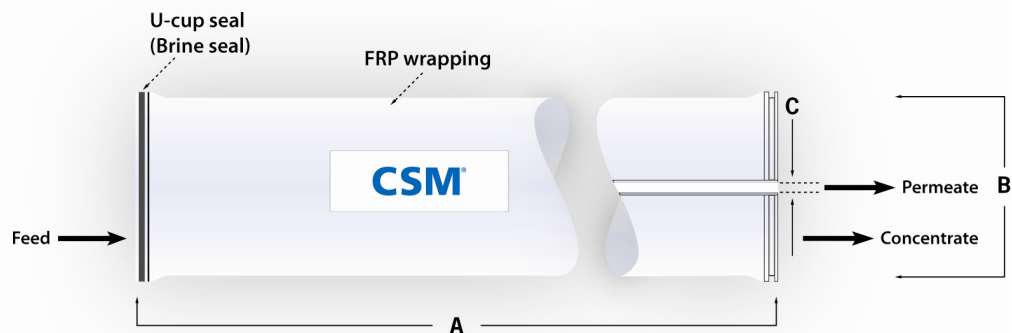 U-cup seal
(Brine seal)
FRP wrapping
C
CSM®
Permeate
B
Feed
Concentrate
A